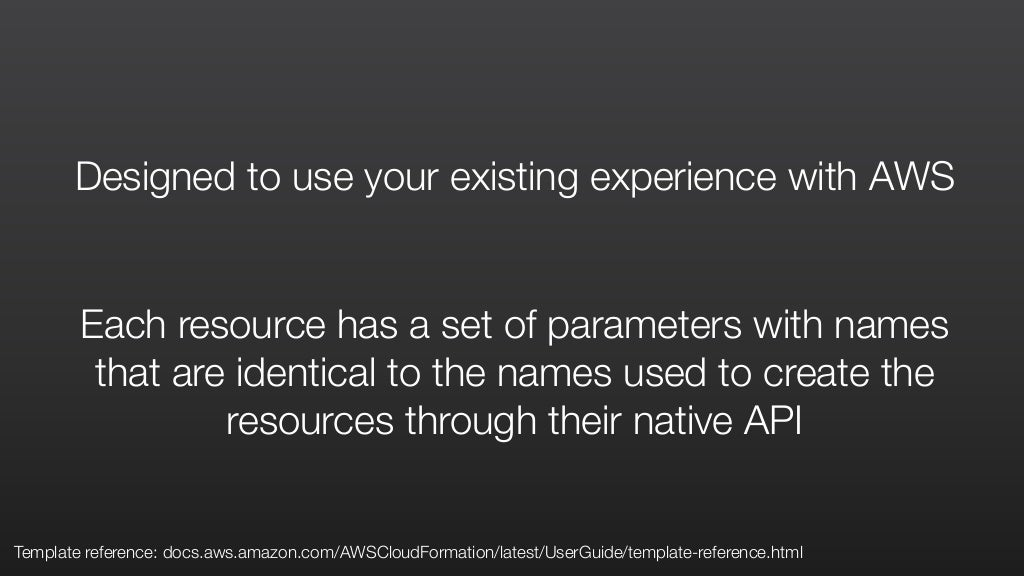 Designed to use your existing experience with AWS
Each resource has a set of parameters with names
that are identical to the names used to create the
resources through their native API
Template reference: docs.aws.amazon.com/AWSCloudFormation/latest/UserGuide/template-reference.html